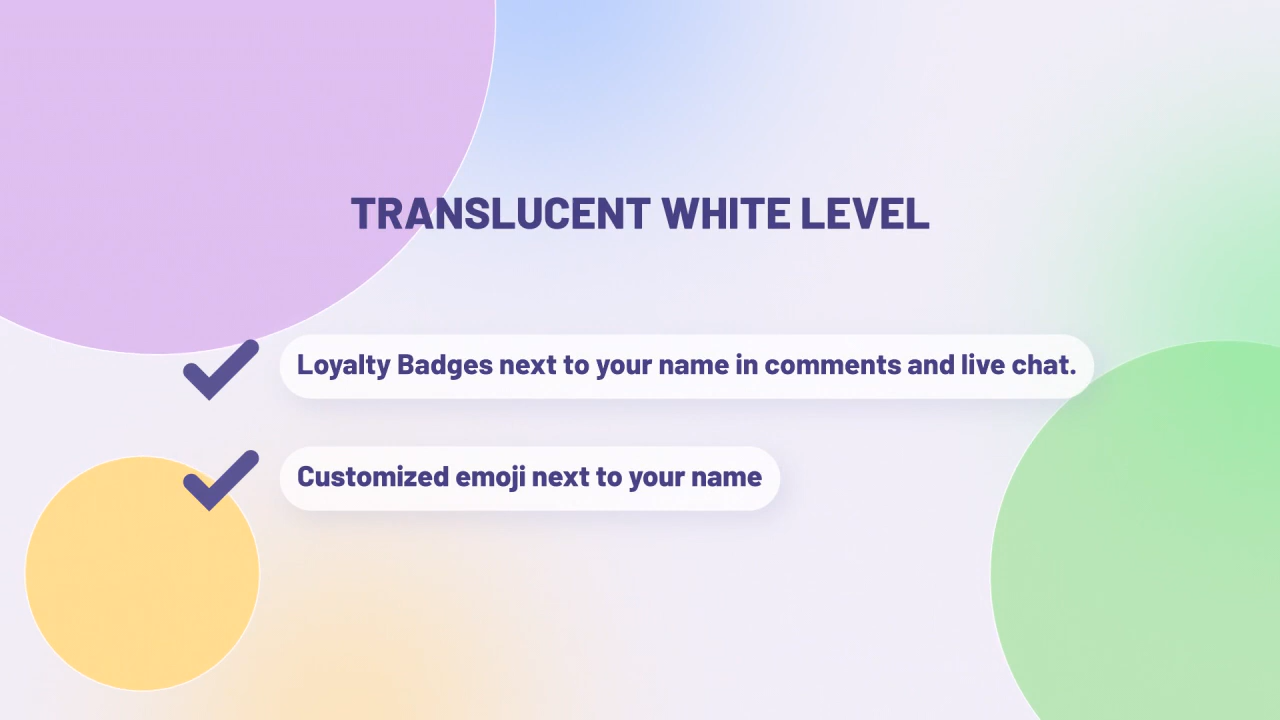 TRANSLUCENT WHITE LEVEL
Loyalty Badges next to your name in comments and live chat.
Customized emoji next to your name